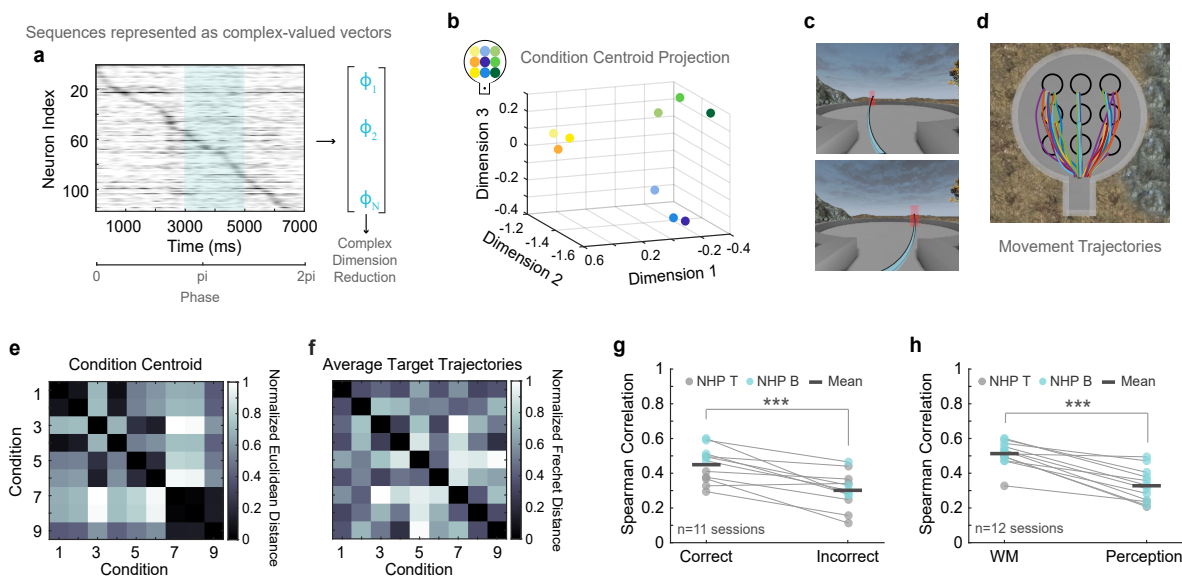 Sequences represented as complex-valued vectors
a
Neuron Index
20
60
100
1000 3000 5000 7000
Time (ms)
0 pi 2pi
Phase
ϕ1
ϕ2
ϕN
Complex
Dimension
Reduction
b
Condition Centroid Projection
Dimension 3
0.2
0
-0.2
-0.4
-1.2
-1.4
-1.6
Dimension 2
0.6 0.2 -0.2 -0.4
Dimension 1
c
d
Movement Trajectories
e
Condition Centroid
Condition
1
3
5
7
9
1 3 5 7 9
Condition
1
0.8
0.6
0.4
0.2
0
Normalized Euclidean Distance
f
Average Target Trajectories
1 3 5 7 9
Condition
1
0.8
0.6
0.4
0.2
0
Normalized Frechet Distance
g
NHP T NHP B Mean
***
Spearman Correlation
1
0.8
0.6
0.4
0.2
0
n=11 sessions
Correct Incorrect
h
NHP T NHP B Mean
***
Spearman Correlation
1
0.8
0.6
0.4
0.2
0
n=12 sessions
WM Perception